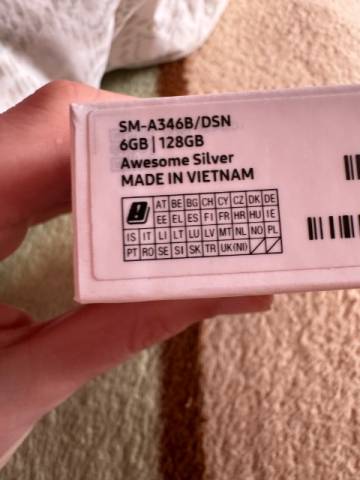 SM-A346B/DSN
6GB | 128GB
Awesome Silver
MADE IN VIETNAM
AT BE BG CH CY CZ DK DE
EE EL ES FI FR HR HU IE
IS IT LI LT LU LV MT NL NO PL
PT RO SE SI SK TR UK(NI)